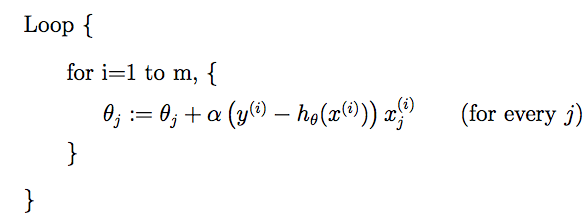 Loop {
for i=1 to m, {
θ_j := θ_j + α (y^{(i)} − h_θ(x^{(i)})) x_j^{(i)} (for every j)
}
}